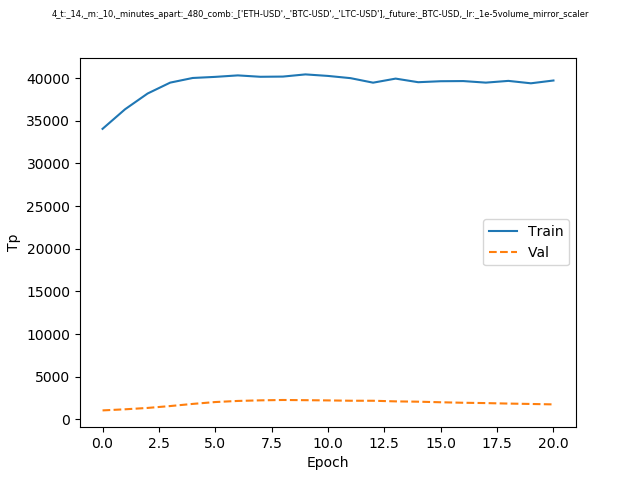 4_t:_14,_m:_10,_minutes_apart:_480_comb:_['ETH-USD',_'BTC-USD',_'LTC-USD'],_future:_BTC-USD,_lr:_1e-5volume_mirror_scaler
40000
35000
30000
25000
20000
15000
10000
5000
0
Tp
Train
Val
0.0 2.5 5.0 7.5 10.0 12.5 15.0 17.5 20.0
Epoch